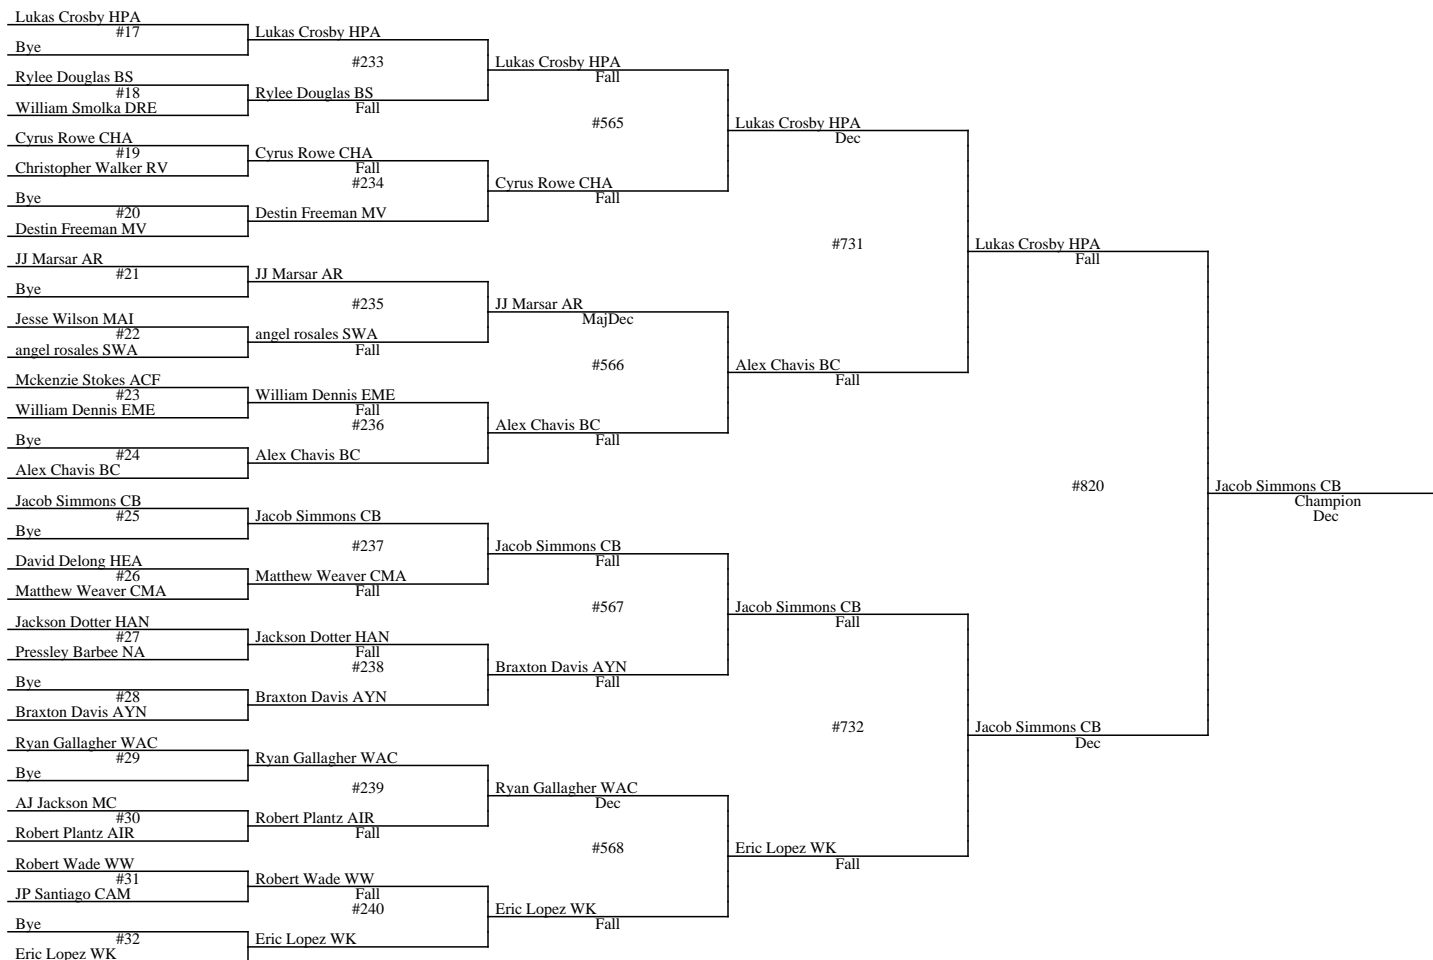 Lukas Crosby HPA
#17
Bye
Lukas Crosby HPA
#233
Rylee Douglas BS
#18
William Smolka DRE
Rylee Douglas BS
Fall
Lukas Crosby HPA
Fall
#565
Cyrus Rowe CHA
#19
Christopher Walker RV
Cyrus Rowe CHA
Fall
#234
Bye
#20
Destin Freeman MV
Destin Freeman MV
Cyrus Rowe CHA
Fall
Lukas Crosby HPA
Dec
#731
JJ Marsar AR
#21
Bye
JJ Marsar AR
#235
Jesse Wilson MAI
#22
angel rosales SWA
angel rosales SWA
Fall
JJ Marsar AR
MajDec
#566
Mckenzie Stokes ACF
#23
William Dennis EME
William Dennis EME
Fall
#236
Bye
#24
Alex Chavis BC
Alex Chavis BC
Alex Chavis BC
Fall
Alex Chavis BC
Fall
Lukas Crosby HPA
Fall
#820
Jacob Simmons CB
#25
Bye
Jacob Simmons CB
#237
David Delong HEA
#26
Matthew Weaver CMA
Matthew Weaver CMA
Fall
Jacob Simmons CB
Fall
#567
Jackson Dotter HAN
#27
Pressley Barbee NA
Jackson Dotter HAN
Fall
#238
Bye
#28
Braxton Davis AYN
Braxton Davis AYN
Braxton Davis AYN
Fall
Jacob Simmons CB
Fall
#732
Ryan Gallagher WAC
#29
Bye
Ryan Gallagher WAC
#239
AJ Jackson MC
#30
Robert Plantz AIR
Robert Plantz AIR
Fall
Ryan Gallagher WAC
Dec
#568
Robert Wade WW
#31
JP Santiago CAM
Robert Wade WW
Fall
#240
Bye
#32
Eric Lopez WK
Eric Lopez WK
Eric Lopez WK
Fall
Eric Lopez WK
Fall
Jacob Simmons CB
Dec
Jacob Simmons CB
Champion
Dec